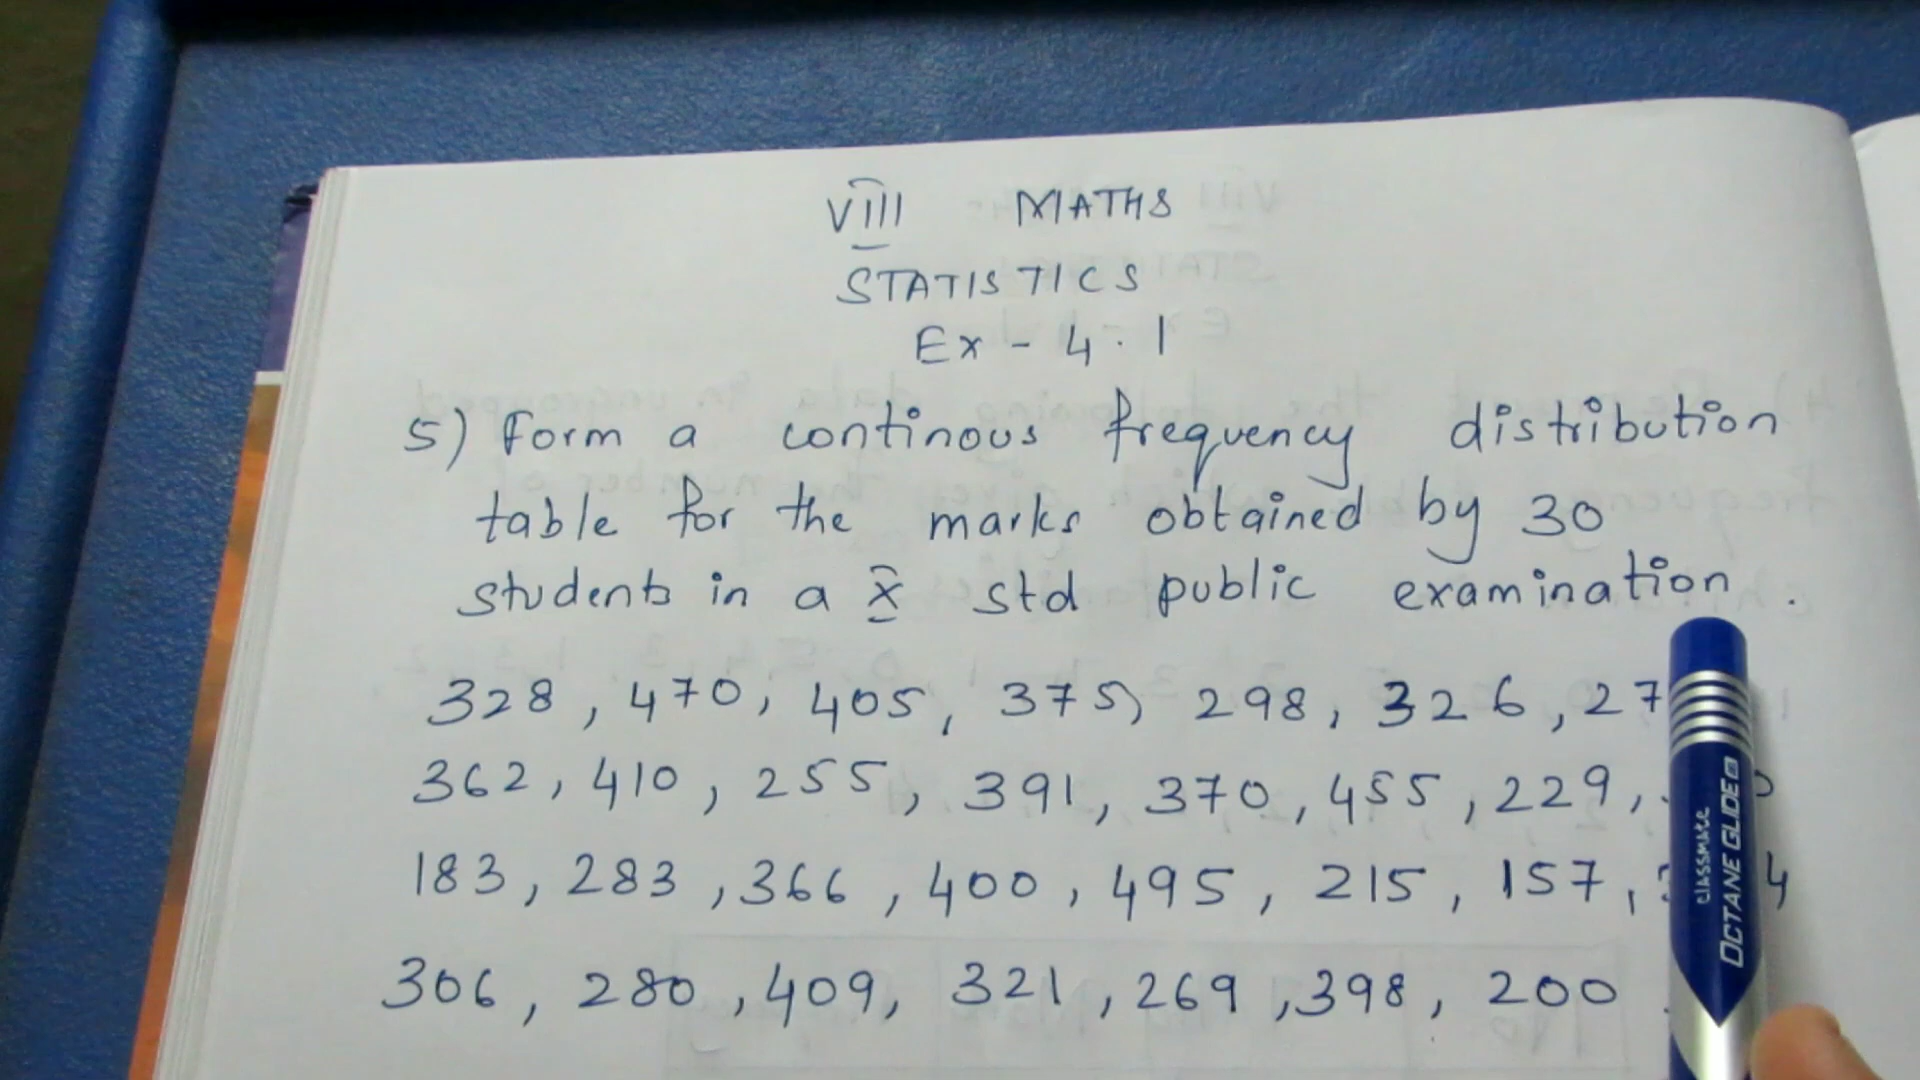 VIII MATHS
STATISTICS
Ex - 4.1
5) Form a continous frequency distribution
table for the marks obtained by 30
students in a X std public examination.
328, 470, 405, 375, 298, 326, 27
362, 410, 255, 391, 370, 455, 229,
183, 283, 366, 400, 495, 215, 157,
306, 280, 409, 321, 269, 398, 200
classmate
OCTANE GLIDE